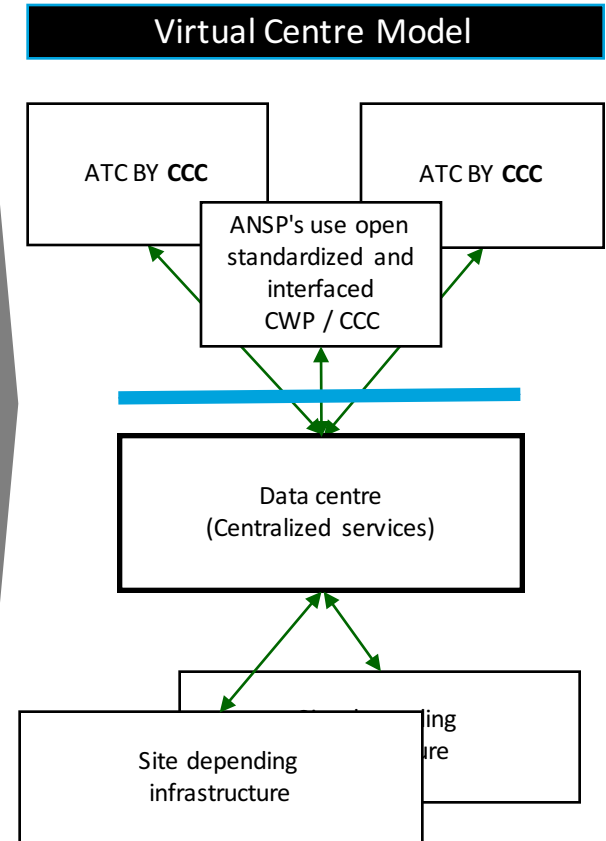 Virtual Centre Model
ATC BY CCC
ATC BY CCC
ANSP's use open
standardized and
interfaced
CWP / CCC
Data centre
(Centralized services)
Site depending
infrastructure